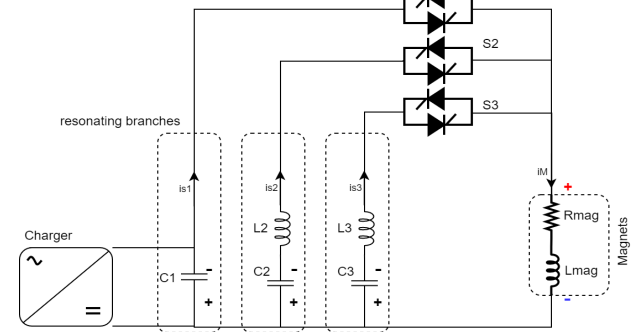 S2
S3
resonating branches
iM
+
is1
is2
is3
Rmag
L2
L3
Charger
Magnets
C1
-
C2
-
C3
-
Lmag
+
+
+
-